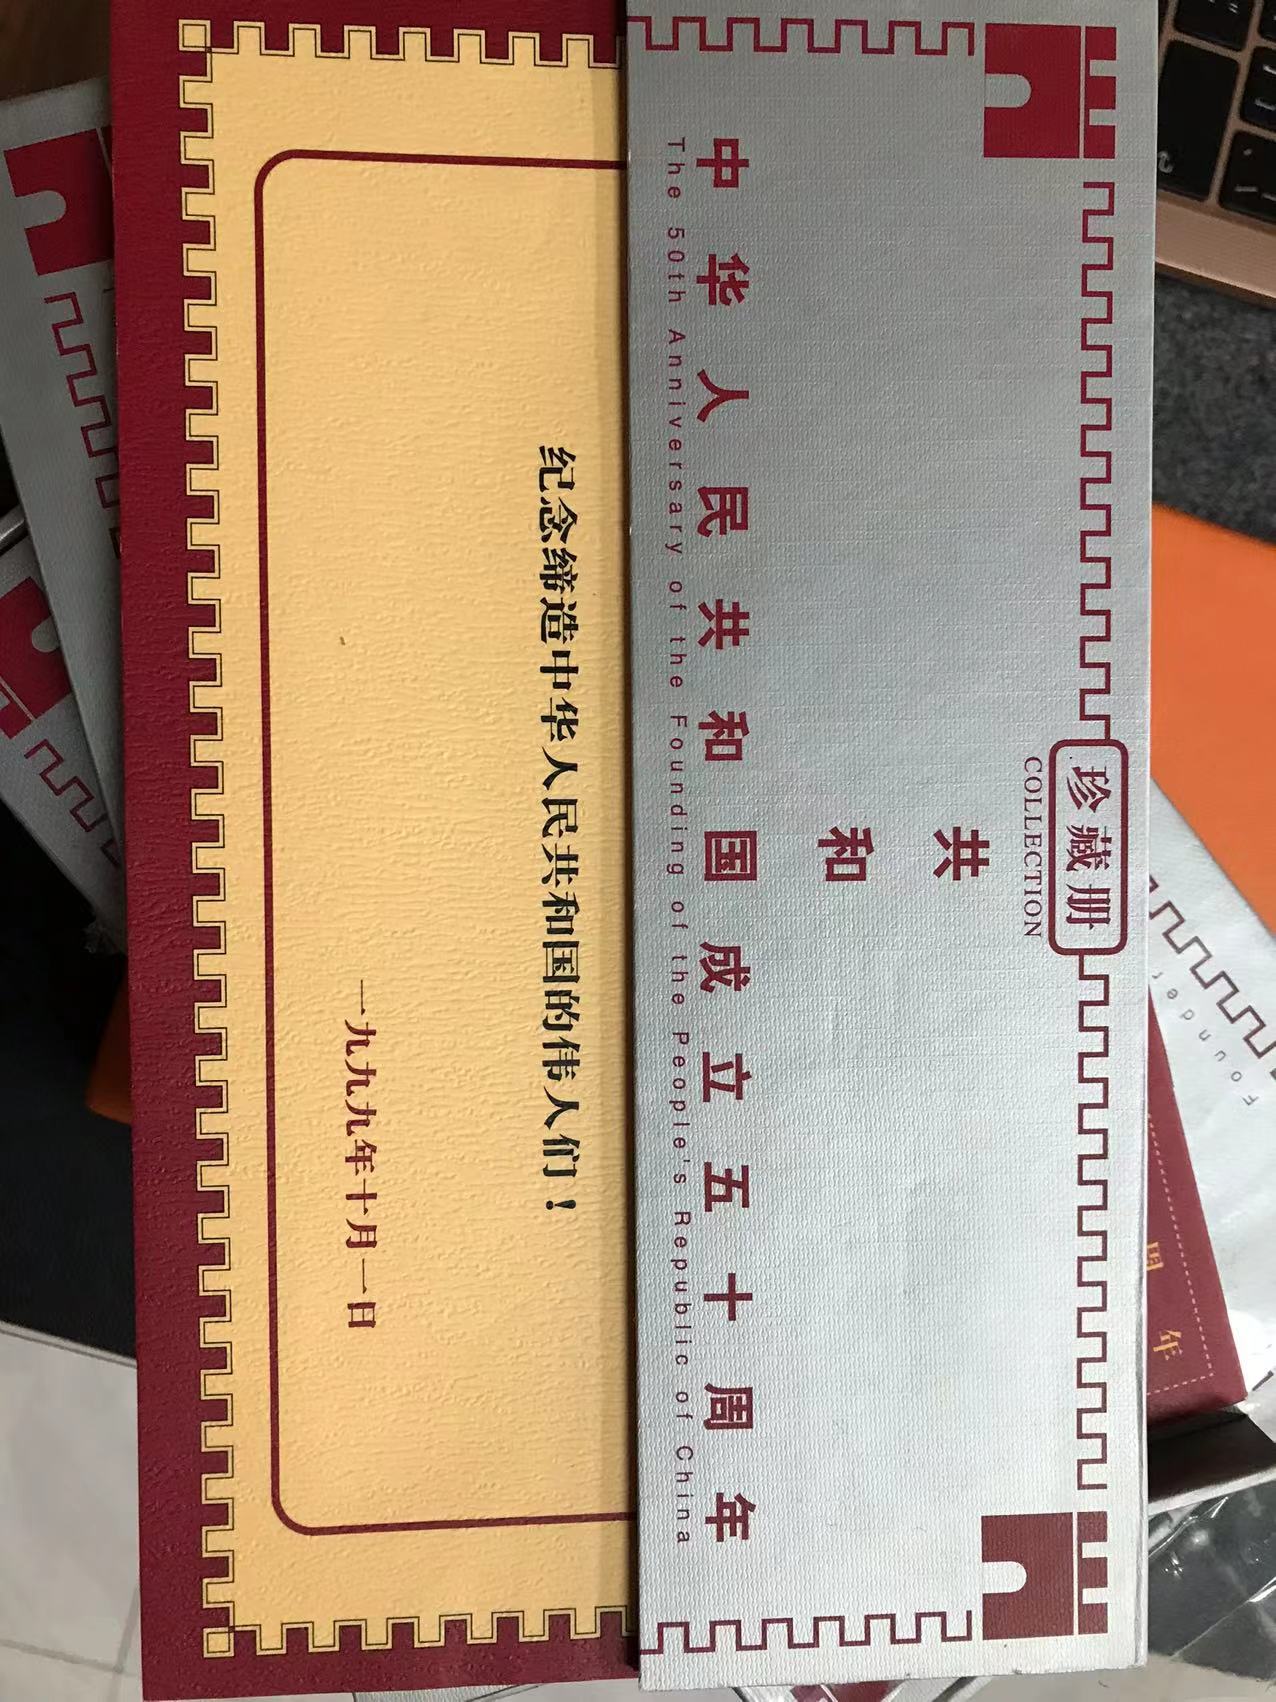 珍藏册
COLLECTION
共
和
中华人民共和国成立五十周年
The 50th Anniversary of the Founding of the People's Republic of China
纪念缔造中华人民共和国的伟人们！
一九九九年十月一日
周年